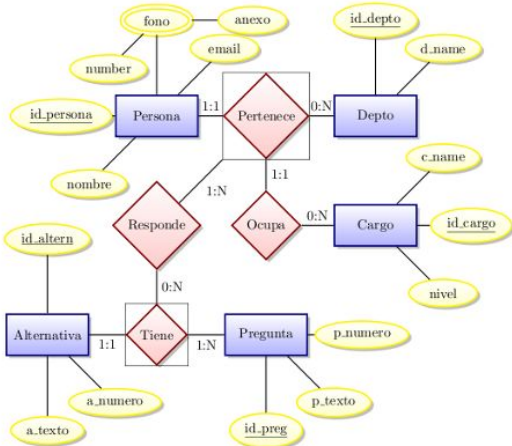 fono
anexo
number
email
id_depto
d_name
id_persona
Persona
1:1
Pertenece
0:N
Depto
nombre
1:N
1:1
c_name
Responde
Ocupa
0:N
Cargo
id_cargo
id_altern
nivel
0:N
Alternativa
1:1
Tiene
1:N
Pregunta
p_numero
a_numero
p_texto
a_texto
id_preg